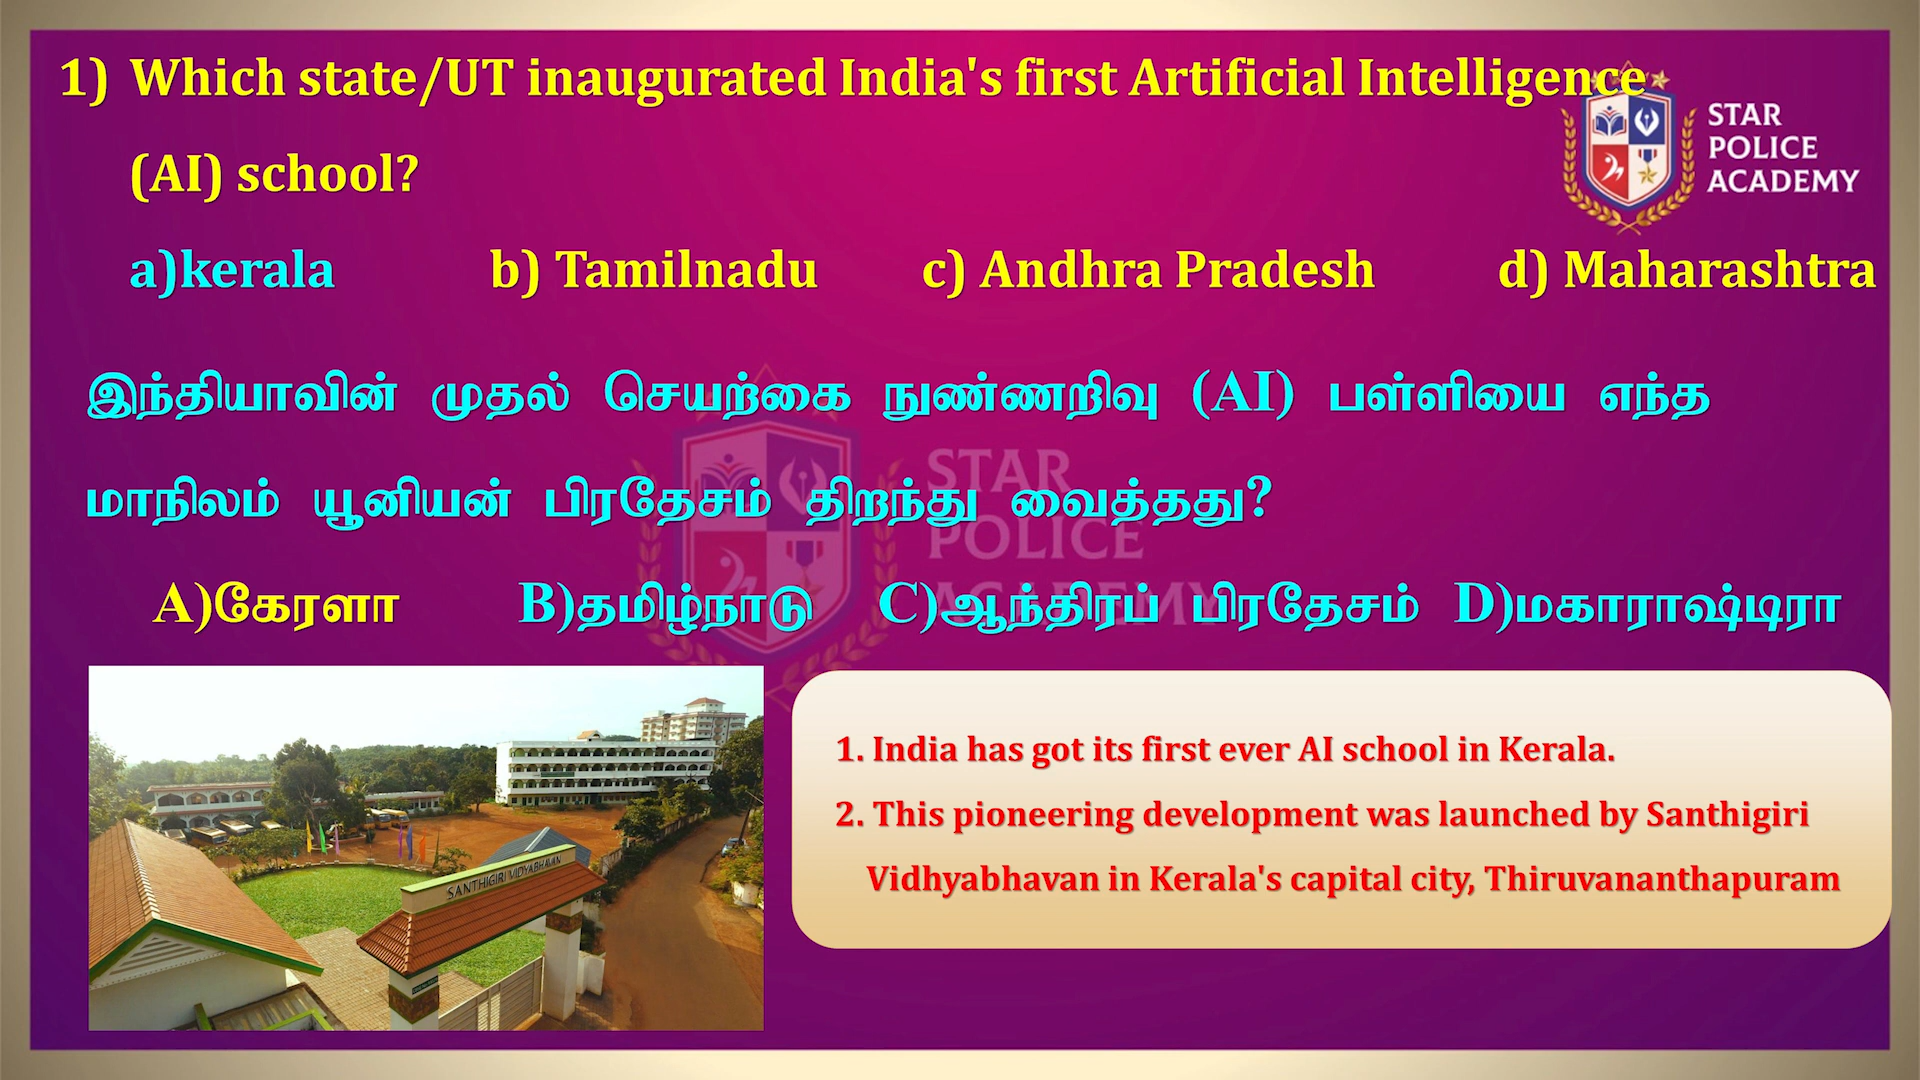 1) Which state/UT inaugurated India's first Artificial Intelligence
(AI) school?
STAR
POLICE
ACADEMY
a)kerala b) Tamilnadu c) Andhra Pradesh d) Maharashtra
இந்தியாவின் முதல் செயற்கை நுண்ணறிவு (AI) பள்ளியை எந்த
மாநிலம் யூனியன் பிரதேசம் திறந்து வைத்தது?
STAR
POLICE
ACADEMY
A)கேரளா B)தமிழ்நாடு C)ஆந்திரப் பிரதேசம் D)மகாராஷ்டிரா
SANTHIGIRI VIDYABHAVAN
1. India has got its first ever AI school in Kerala.
2. This pioneering development was launched by Santhigiri
Vidhyabhavan in Kerala's capital city, Thiruvananthapuram